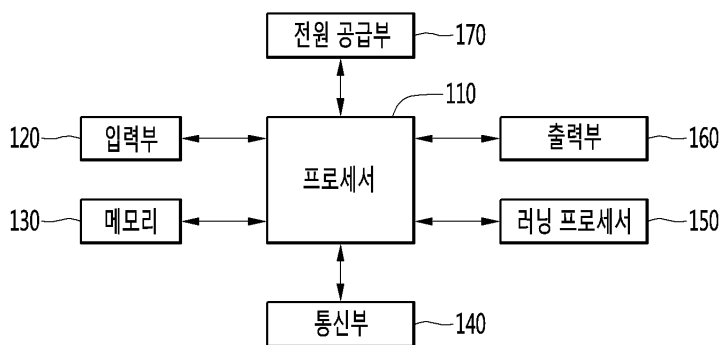 전원 공급부 170
110
120 입력부
출력부 160
프로세서
130 메모리
러닝 프로세서 150
통신부 140